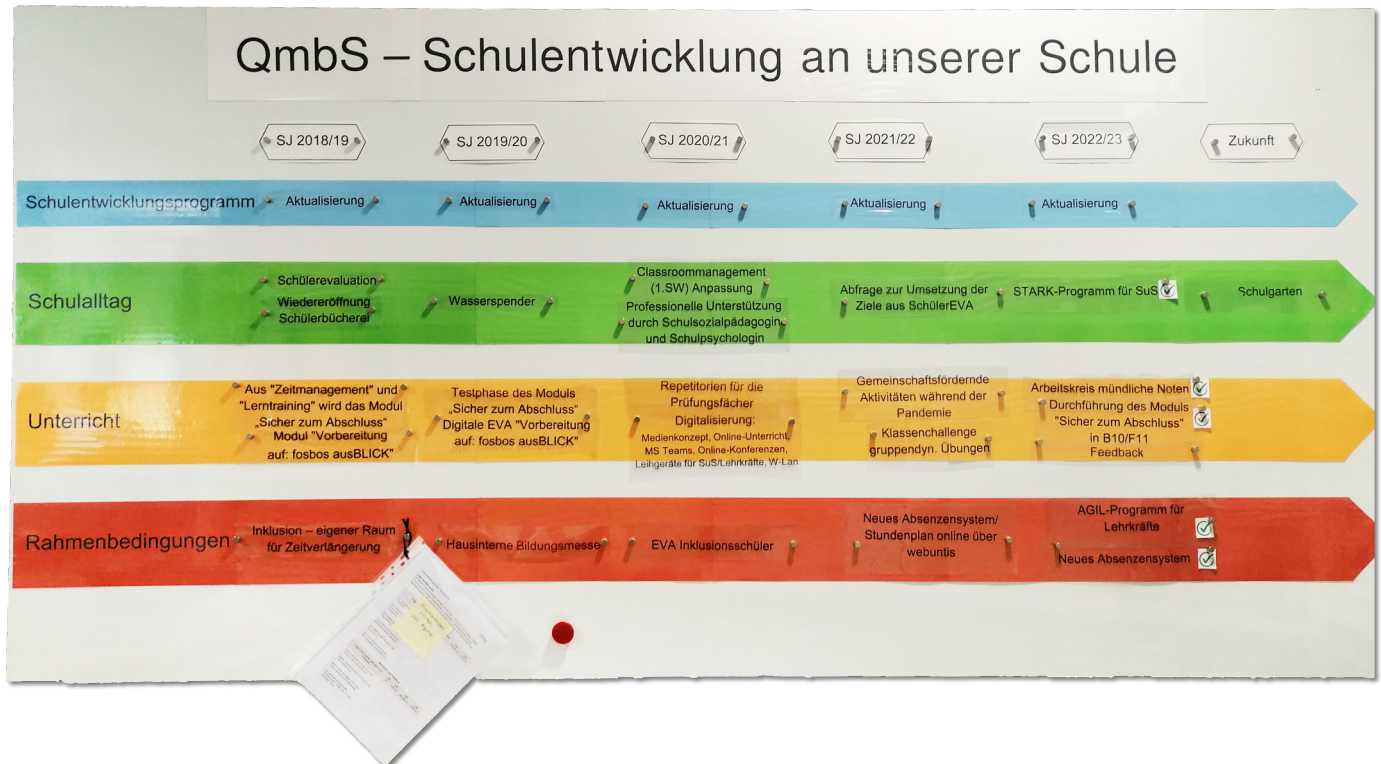 QmbS – Schulentwicklung an unserer Schule
SJ 2018/19
SJ 2019/20
SJ 2020/21
SJ 2021/22
SJ 2022/23
Zukunft
Schulentwicklungsprogramm
Aktualisierung
Aktualisierung
Aktualisierung
Aktualisierung
Aktualisierung
Schulalltag
Schülerevaluation
Wiedereröffnung
Schülerbücherei
Wasserspender
Classroommanagement
(1.SW) Anpassung
Professionelle Unterstützung
durch Schulsozialpädagogin
und Schulpsychologin
Abfrage zur Umsetzung der
Ziele aus SchülerEVA
STARK-Programm für SuS
Schulgarten
Unterricht
Aus "Zeitmanagement" und
"Lerntraining" wird das Modul
„Sicher zum Abschluss"
Modul "Vorbereitung
auf: fosbos ausBLICK"
Testphase des Moduls
„Sicher zum Abschluss"
Digitale EVA "Vorbereitung
auf: fosbos ausBLICK"
Repetitorien für die
Prüfungsfächer
Digitalisierung:
Medienkonzept, Online-Unterricht,
MS Teams, Online-Konferenzen,
Leihgeräte für SuS/Lehrkräfte, W-Lan
Gemeinschaftsfördernde
Aktivitäten während der
Pandemie
Klassenchallenge
gruppendyn. Übungen
Arbeitskreis mündliche Noten
Durchführung des Moduls
"Sicher zum Abschluss"
in B10/F11
Feedback
Rahmenbedingungen
Inklusion – eigener Raum
für Zeitverlängerung
Hausinterne Bildungsmesse
EVA Inklusionsschüler
Neues Absenzensystem/
Stundenplan online über
webuntis
AGIL-Programm für
Lehrkräfte
Neues Absenzensystem